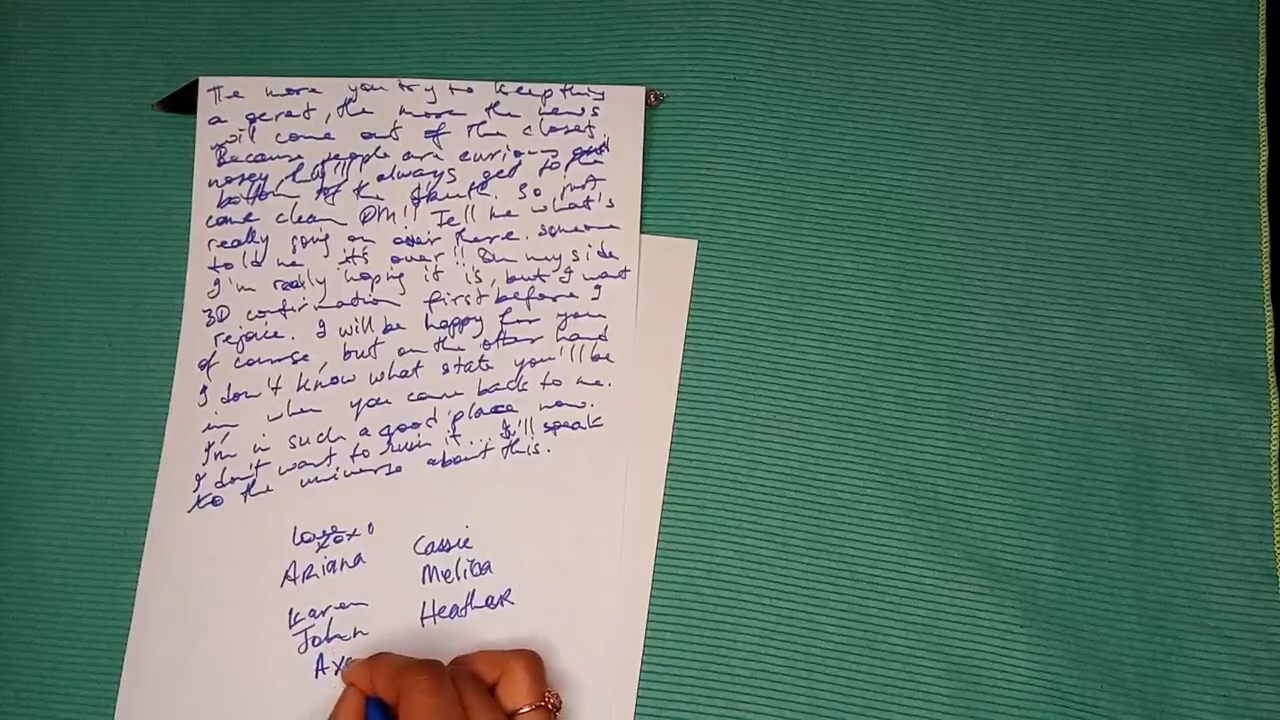 The more you try to keep this
a secret, the more the news
will come out of the closet.
Because people are curious and
nosey, they'll always get to the
bottom of the truth. So just
come clean DM!! Tell me what's
really going on over there. Someone
told me it's over!! On my side
I'm really hoping it is, but I want
3D confirmation first before I
rejoice. I will be happy for you
of course, but on the other hand
I don't know what state you'll be
in when you come back to me.
I'm in such a good place now.
I don't want to ruin it... I'll speak
to the universe about this.
Love
xoxo
Ariana
Karen
John
Cassie
Melissa
Heather